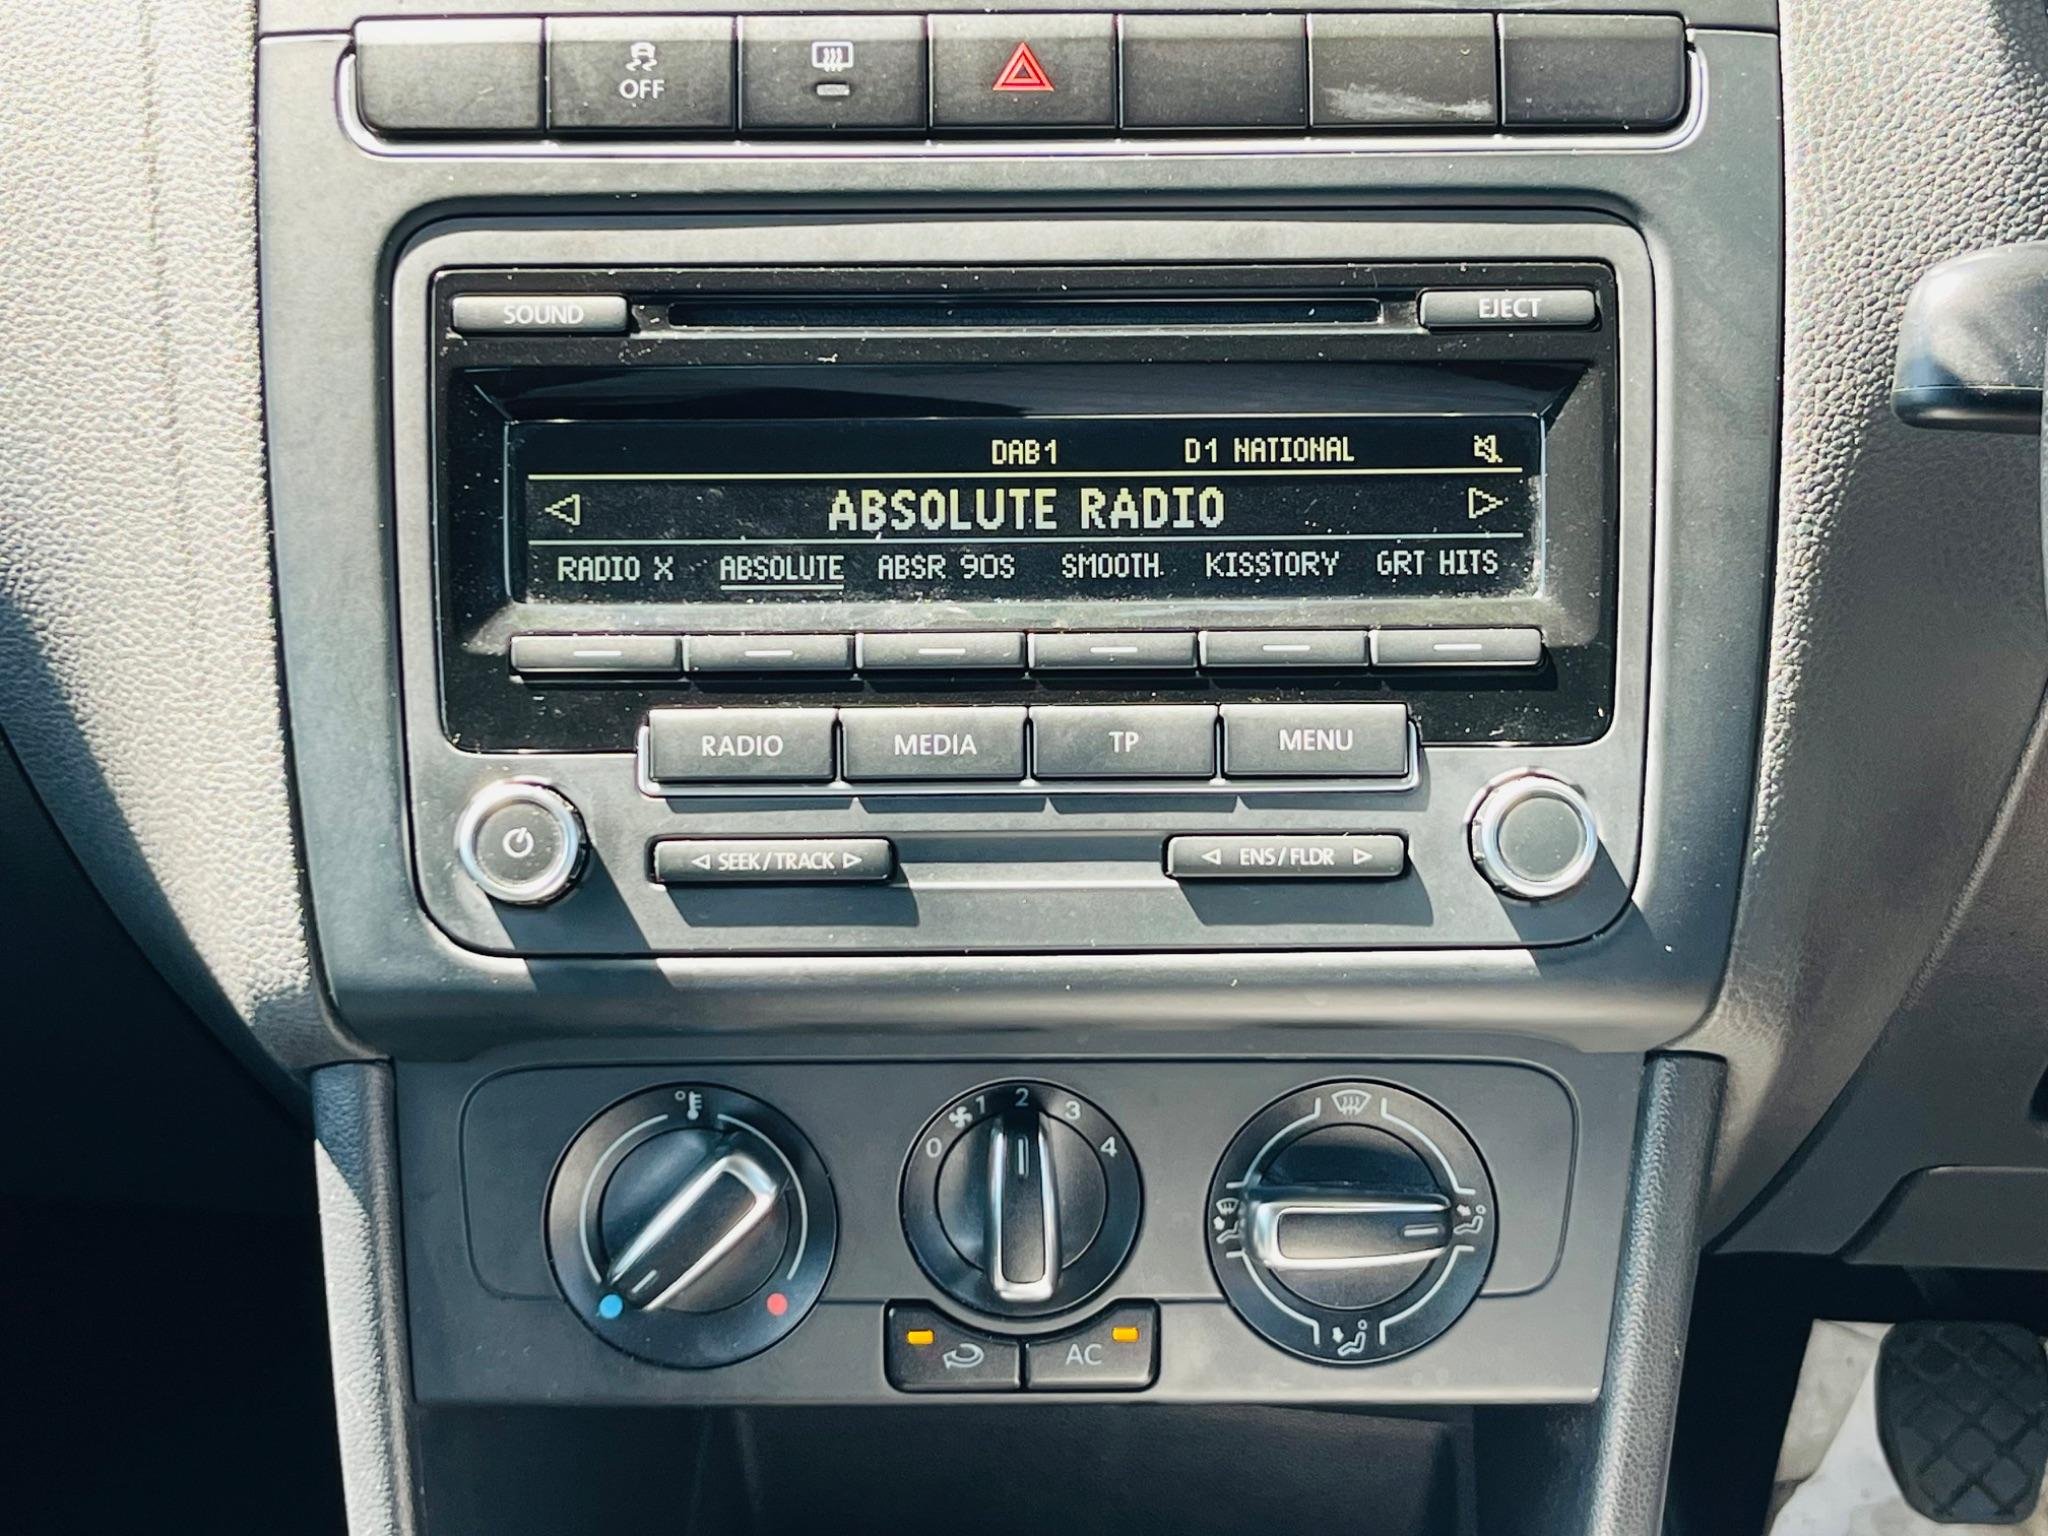 OFF
SOUND
EJECT
DAB1 D1 NATIONAL
ABSOLUTE RADIO
RADIO X ABSOLUTE ABSR 90S SMOOTH KISSTORY GRT HITS
RADIO MEDIA TP MENU
SEEK/TRACK
ENS/FLDR
0 1 2 3 4
AC